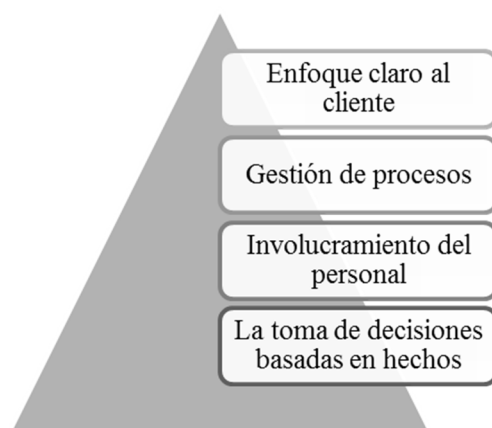 Enfoque claro al
cliente
Gestión de procesos
Involucramiento del
personal
La toma de decisiones
basadas en hechos